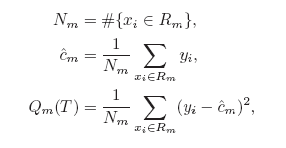 N_m = #{x_i ∈ R_m},
ĉ_m = 1/N_m ∑_{x_i∈R_m} y_i,
Q_m(T) = 1/N_m ∑_{x_i∈R_m} (y_i − ĉ_m)²,